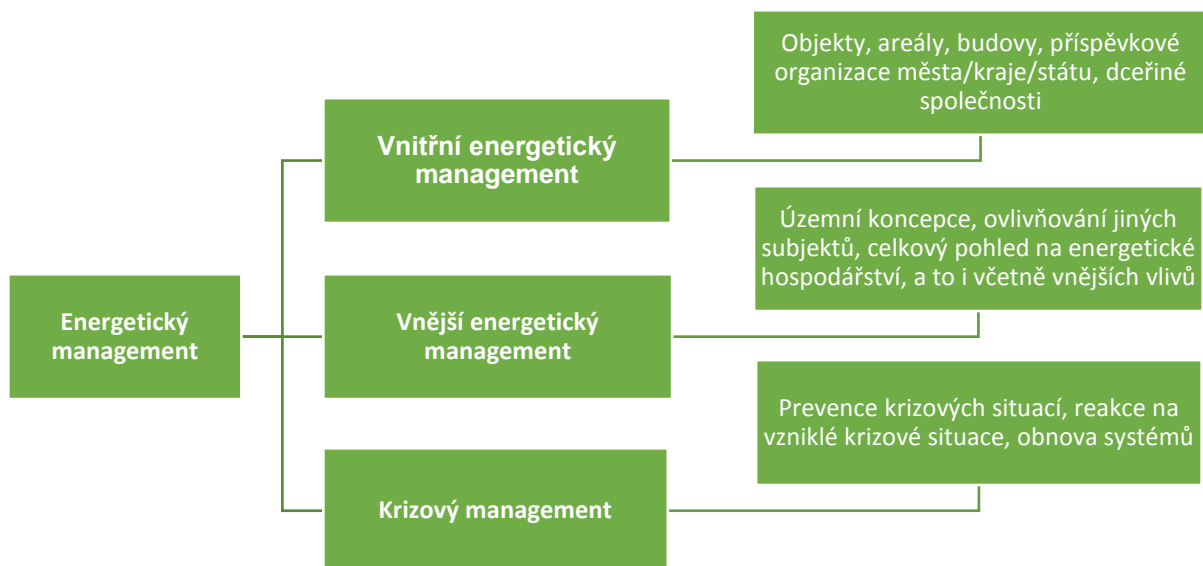 Objekty, areály, budovy, příspěvkové
organizace města/kraje/státu, dceřiné
společnosti
Vnitřní energetický
management
Územní koncepce, ovlivňování jiných
subjektů, celkový pohled na energetické
hospodářství, a to i včetně vnějších vlivů
Energetický
management
Vnější energetický
management
Prevence krizových situací, reakce na
vzniklé krizové situace, obnova systémů
Krizový management